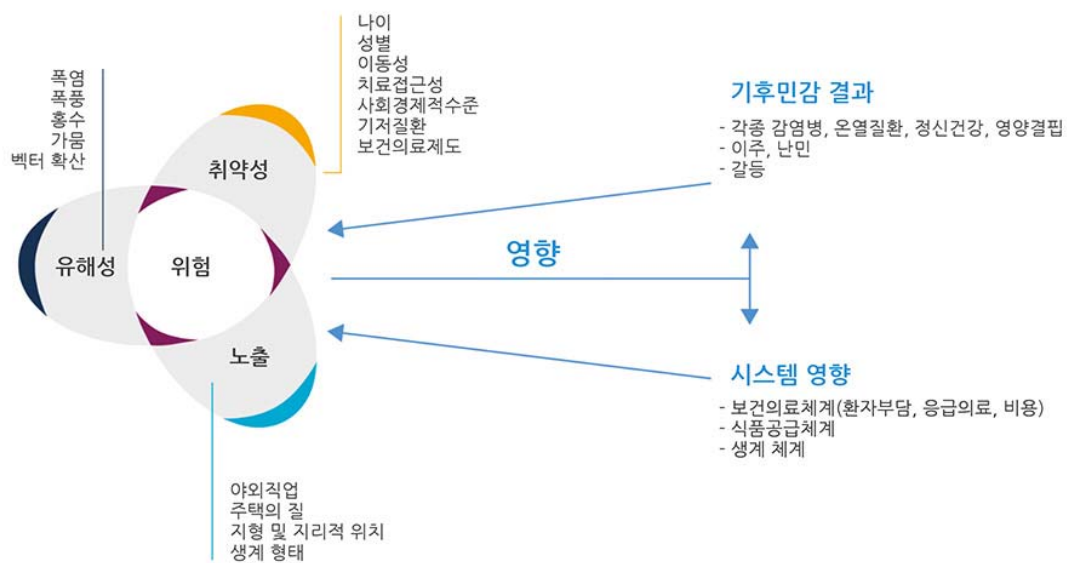 폭염
폭풍
홍수
가뭄
벡터 확산
나이
성별
이동성
치료접근성
사회경제적수준
기저질환
보건의료제도
취약성
유해성
위험
노출
야외직업
주택의 질
지형 및 지리적 위치
생계 형태
영향
기후민감 결과
- 각종 감염병, 온열질환, 정신건강, 영양결핍
- 이주, 난민
- 갈등
시스템 영향
- 보건의료체계(환자부담, 응급의료, 비용)
- 식품공급체계
- 생계 체계